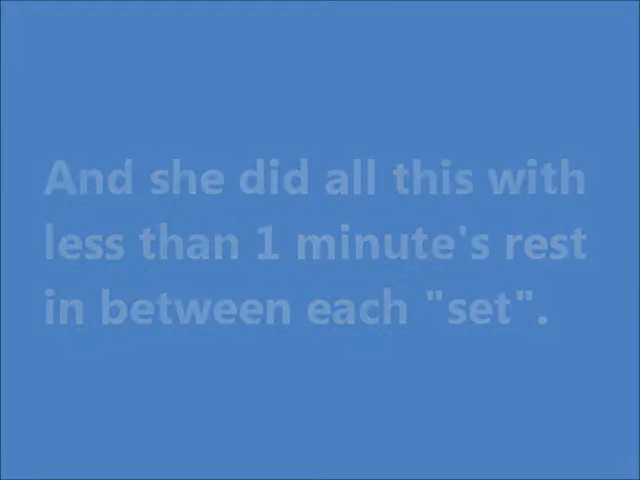 And she did all this with
less than 1 minute's rest
in between each "set".